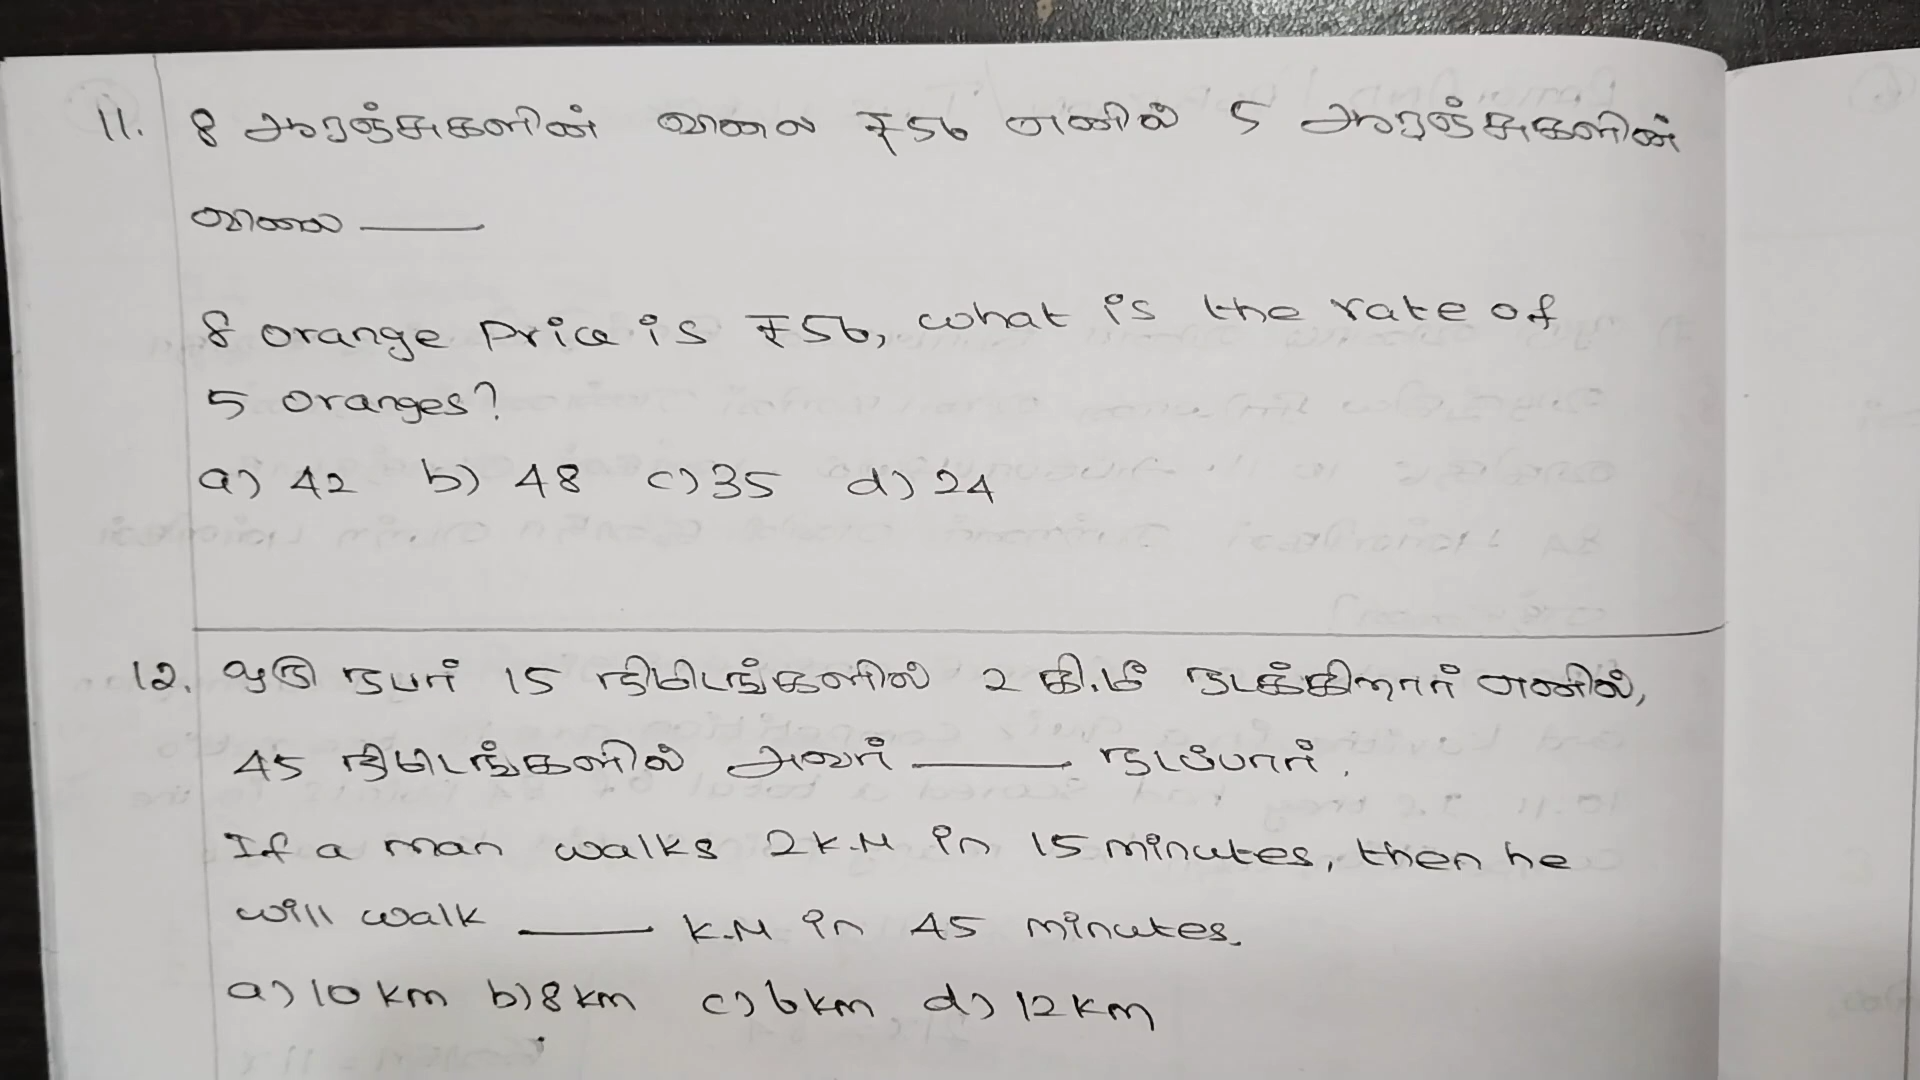 11. 8 ஆரஞ்சுகளின் விலை ₹56 எனில் 5 ஆரஞ்சுகளின்
விலை ———
8 orange price is ₹56, what is the rate of
5 oranges?
a) 42 b) 48 c) 35 d) 24
12. ஒரு நபர் 15 நிமிடங்களில் 2 கி.மீ நடக்கிறார் எனில்,
45 நிமிடங்களில் அவர் ——— நடப்பார்.
If a man walks 2 K.M in 15 minutes, then he
will walk ——— K.M in 45 minutes.
a) 10 km b) 8 km c) 6 km d) 12 km